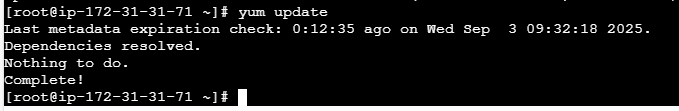 [root@ip-172-31-31-71 ~]# yum update
Last metadata expiration check: 0:12:35 ago on Wed Sep  3 09:32:18 2025.
Dependencies resolved.
Nothing to do.
Complete!
[root@ip-172-31-31-71 ~]#